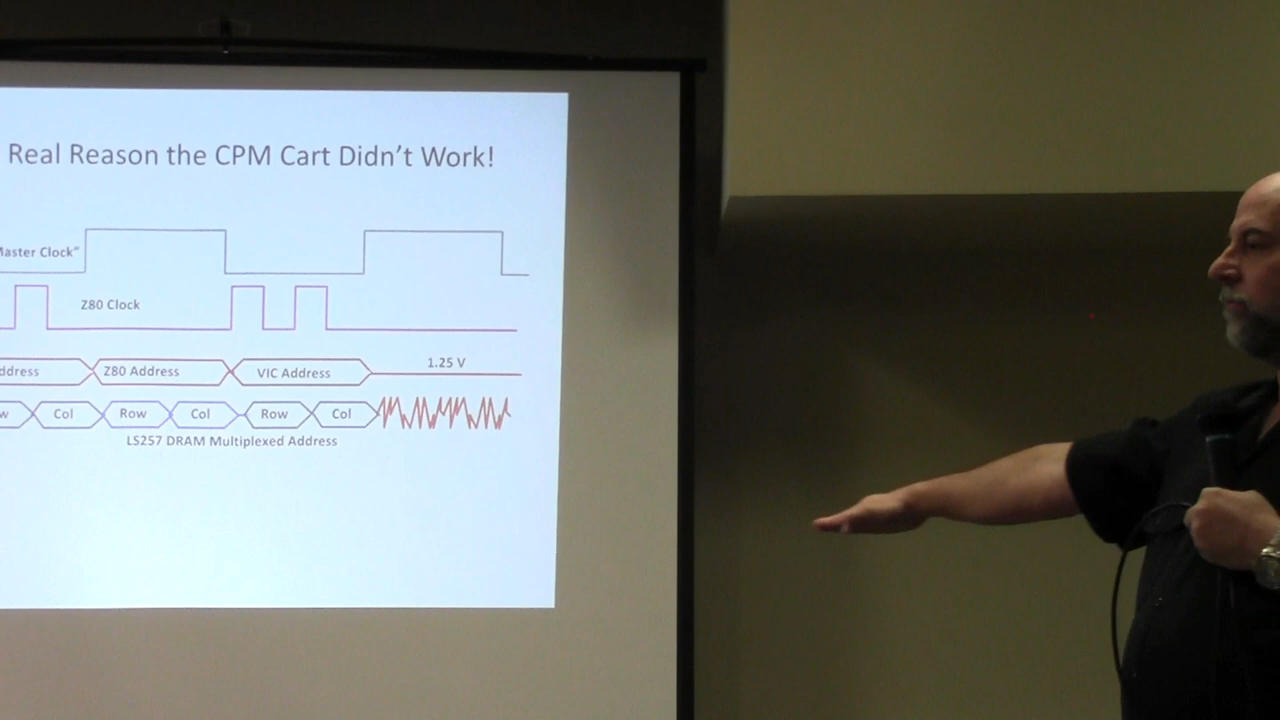 Real Reason the CPM Cart Didn't Work!
aster Clock"
Z80 Clock
ddress Z80 Address VIC Address 1.25 V
w Col Row Col Row Col
LS257 DRAM Multiplexed Address